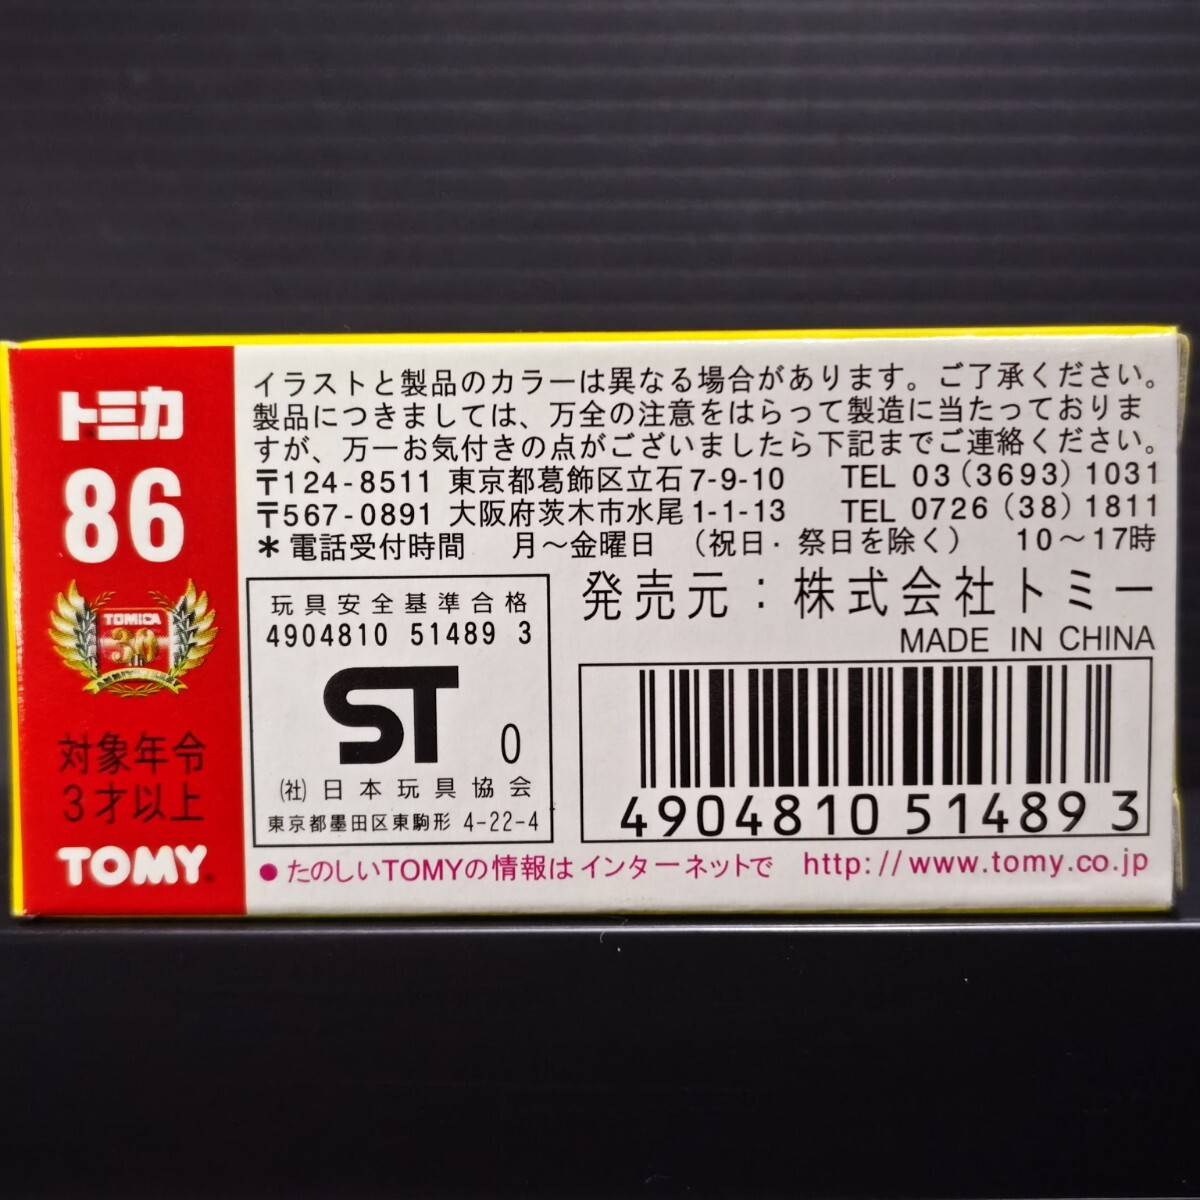 トミカ
86
TOMICA
30
対象年令
3才以上
TOMY
イラストと製品のカラーは異なる場合があります。ご了承ください。
製品につきましては、万全の注意をはらって製造に当たっておりま
すが、万一お気付きの点がございましたら下記までご連絡ください。
〒124-8511 東京都葛飾区立石7-9-10 TEL 03(3693)1031
〒567-0891 大阪府茨木市水尾1-1-13 TEL 0726(38)1811
＊電話受付時間 月～金曜日 （祝日・祭日を除く） 10～17時
玩具安全基準合格
4904810 51489 3
ST 0
(社)日本玩具協会
東京都墨田区東駒形 4-22-4
発売元：株式会社トミー
MADE IN CHINA
4904810 51489 3
●たのしいTOMYの情報はインターネットで http://www.tomy.co.jp